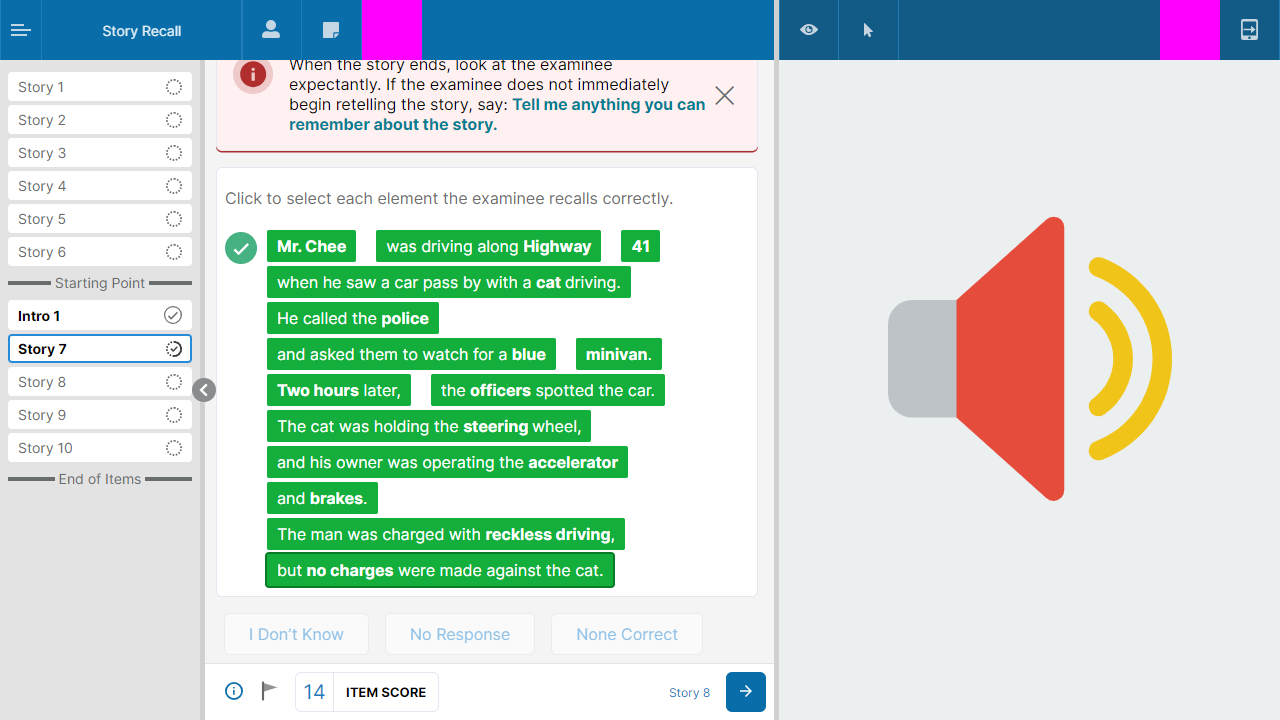 Story Recall
Story 1
Story 2
Story 3
Story 4
Story 5
Story 6
Starting Point
Intro 1
Story 7
Story 8
Story 9
Story 10
End of Items
When the story ends, look at the examinee
expectantly. If the examinee does not immediately
begin retelling the story, say: Tell me anything you can
remember about the story.
Click to select each element the examinee recalls correctly.
Mr. Chee was driving along Highway 41
when he saw a car pass by with a cat driving.
He called the police
and asked them to watch for a blue minivan.
Two hours later, the officers spotted the car.
The cat was holding the steering wheel,
and his owner was operating the accelerator
and brakes.
The man was charged with reckless driving,
but no charges were made against the cat.
I Don't Know No Response None Correct
14 ITEM SCORE Story 8